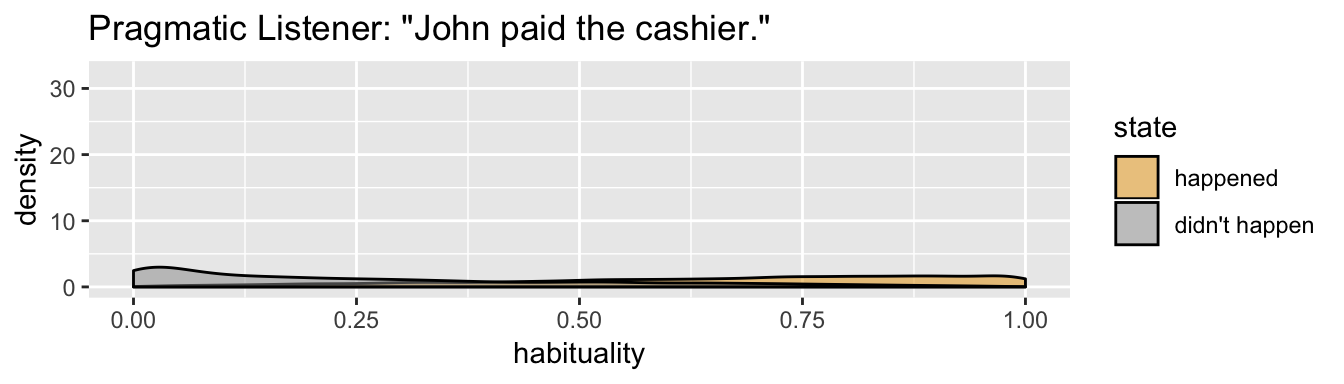 Pragmatic Listener: "John paid the cashier."
30
20
10
0
density
0.00 0.25 0.50 0.75 1.00
habituality
state
happened
didn't happen